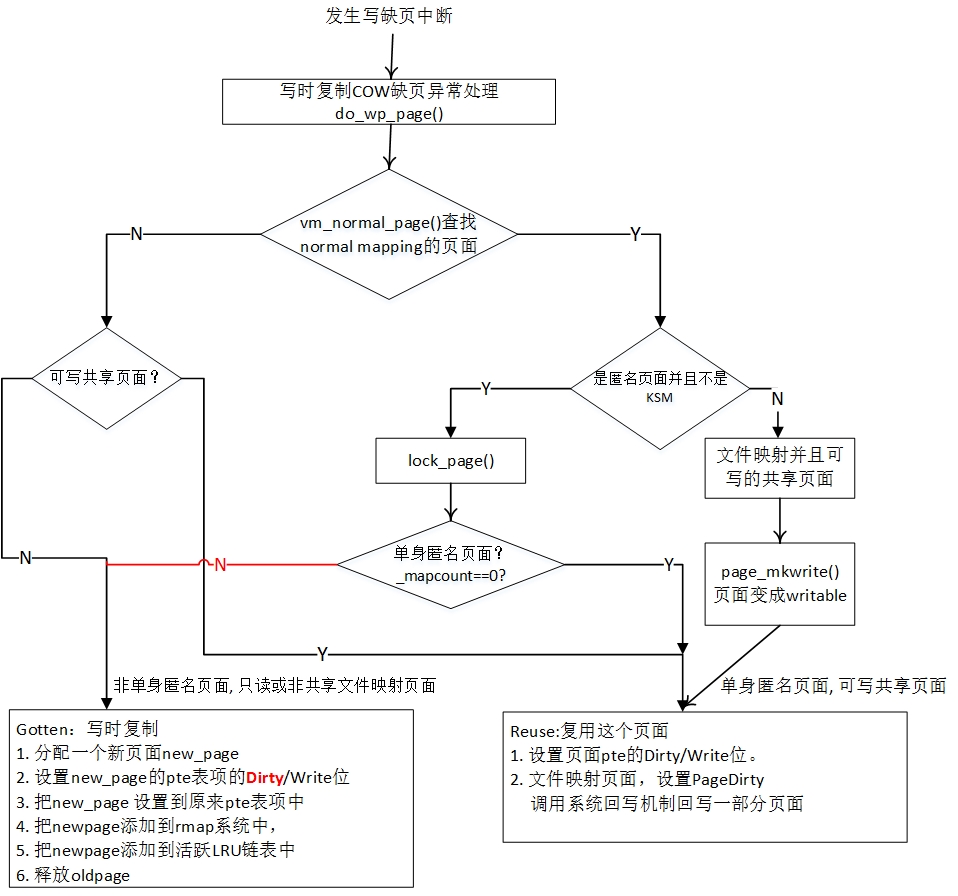 发生写缺页中断
写时复制COW缺页异常处理
do_wp_page()
vm_normal_page()查找
normal mapping的页面
N
Y
可写共享页面？
是匿名页面并且不是
KSM
Y
N
lock_page()
文件映射并且可
写的共享页面
单身匿名页面？
_mapcount==0?
N
N
Y
page_mkwrite()
页面变成writable
Y
非单身匿名页面, 只读或非共享文件映射页面
单身匿名页面, 可写共享页面
Gotten：写时复制
1. 分配一个新页面new_page
2. 设置new_page的pte表项的Dirty/Write位
3. 把new_page 设置到原来pte表项中
4. 把newpage添加到rmap系统中，
5. 把newpage添加到活跃LRU链表中
6. 释放oldpage
Reuse:复用这个页面
1. 设置页面pte的Dirty/Write位。
2. 文件映射页面，设置PageDirty
调用系统回写机制回写一部分页面